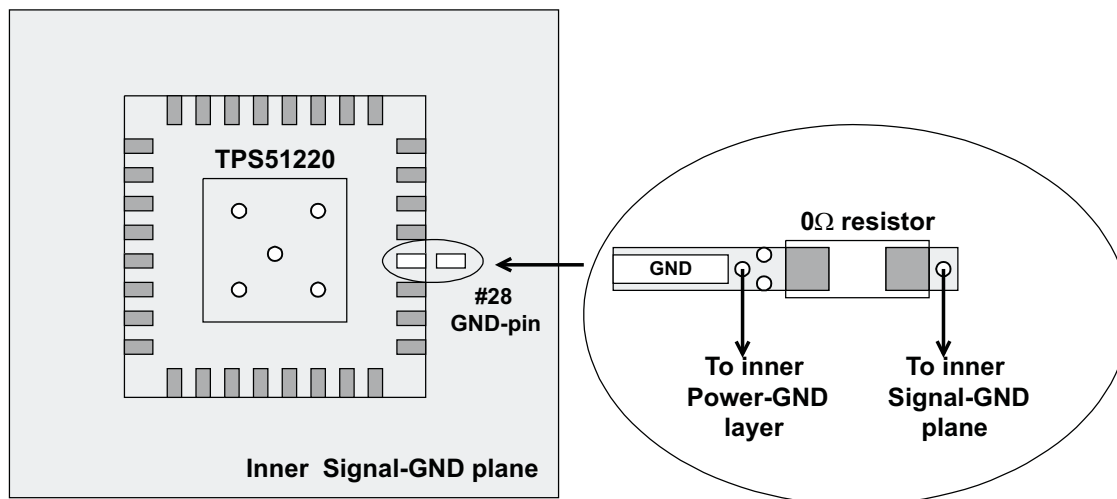 TPS51220
#28
GND-pin
Inner Signal-GND plane
0Ω resistor
GND
To inner
Power-GND
layer
To inner
Signal-GND
plane